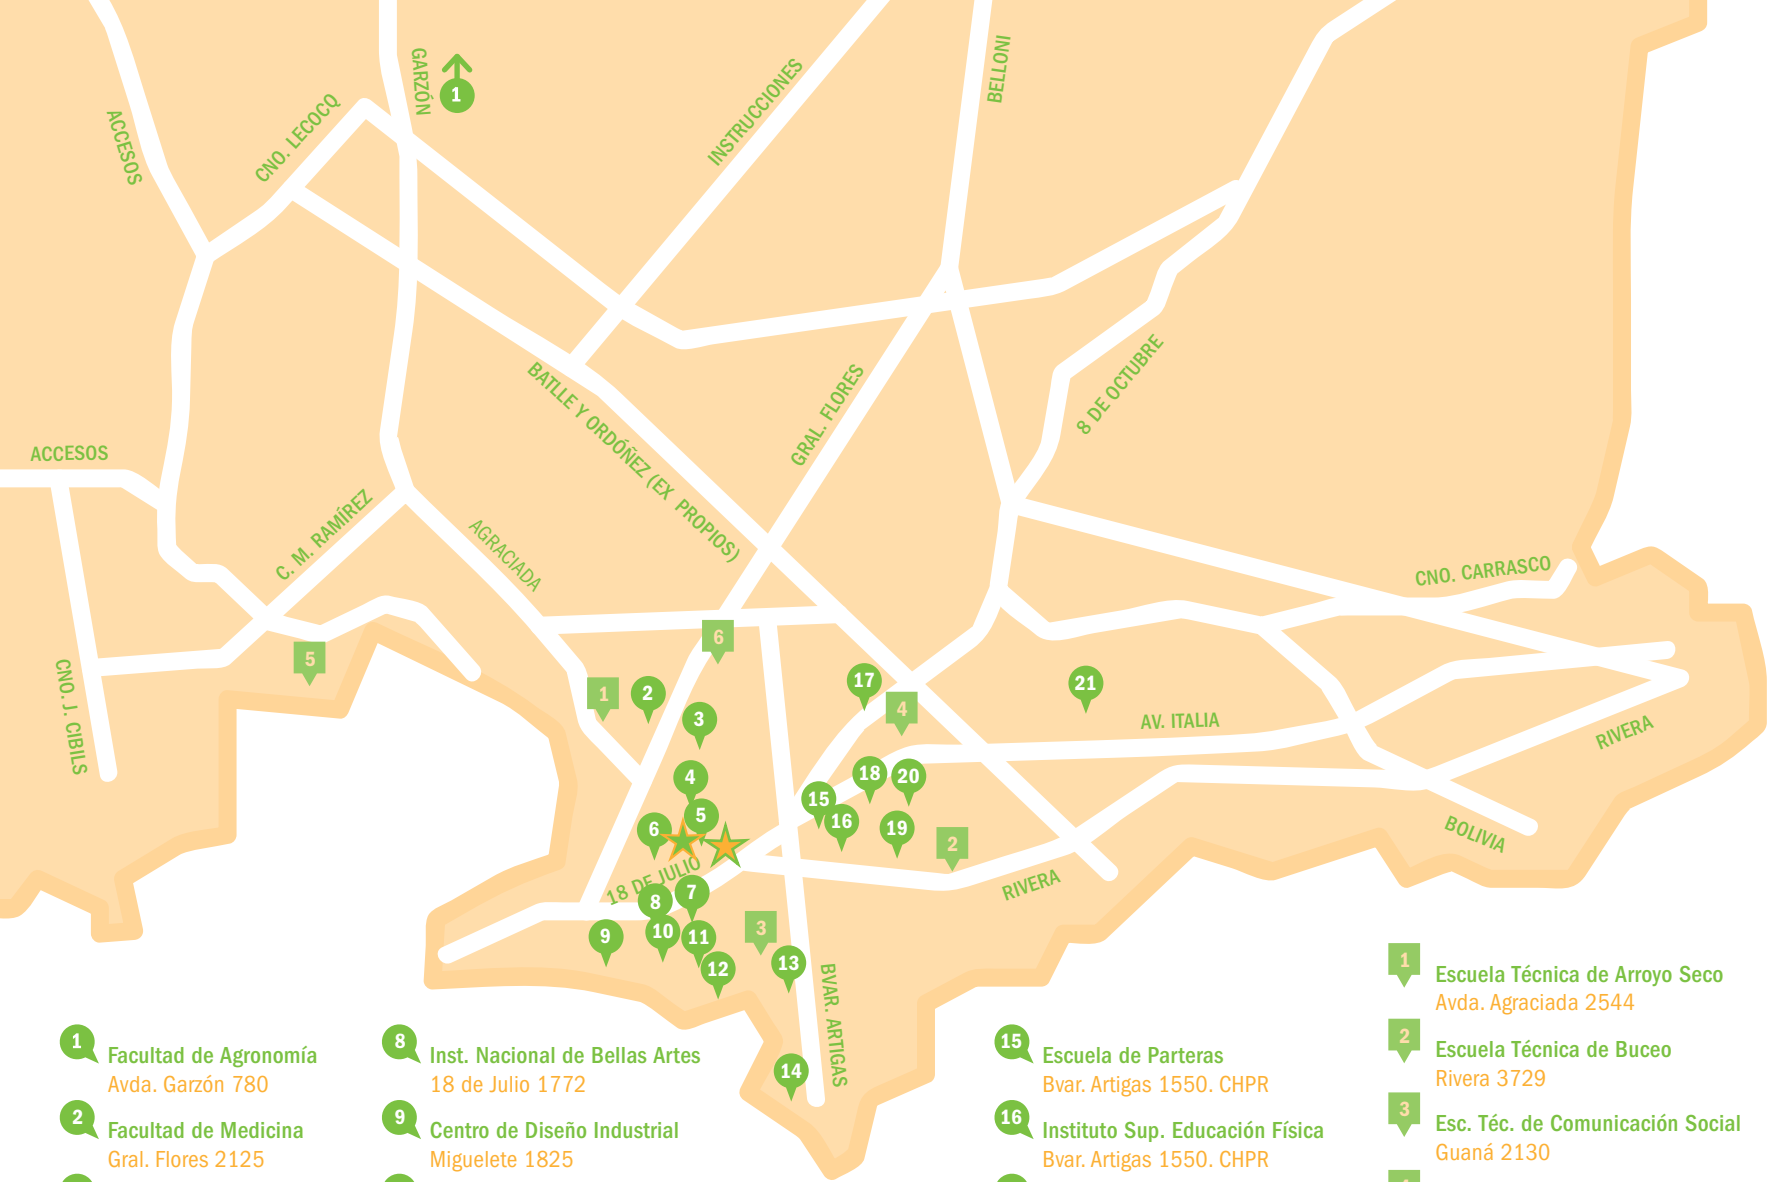 GARZÓN
1
BELLONI
INSTRUCCIONES
CNO. LECOCQ
ACCESOS
8 DE OCTUBRE
GRAL. FLORES
BATLLE Y ORDÓÑEZ (EX PROPIOS)
ACCESOS
C. M. RAMÍREZ
AGRACIADA
CNO. CARRASCO
6
5
CNO. J. CIBILS
1
2
17
21
4
3
AV. ITALIA
RIVERA
4
18
20
15
5
16
6
19
2
BOLIVIA
18 DE JULIO
RIVERA
7
8
3
9
10
11
12
13
BVAR. ARTIGAS
14
1
Facultad de Agronomía
Avda. Garzón 780
2
Facultad de Medicina
Gral. Flores 2125
8
Inst. Nacional de Bellas Artes
18 de Julio 1772
9
Centro de Diseño Industrial
Miguelete 1825
15
Escuela de Parteras
Bvar. Artigas 1550. CHPR
16
Instituto Sup. Educación Física
Bvar. Artigas 1550. CHPR
1
Escuela Técnica de Arroyo Seco
Avda. Agraciada 2544
2
Escuela Técnica de Buceo
Rivera 3729
3
Esc. Téc. de Comunicación Social
Guaná 2130